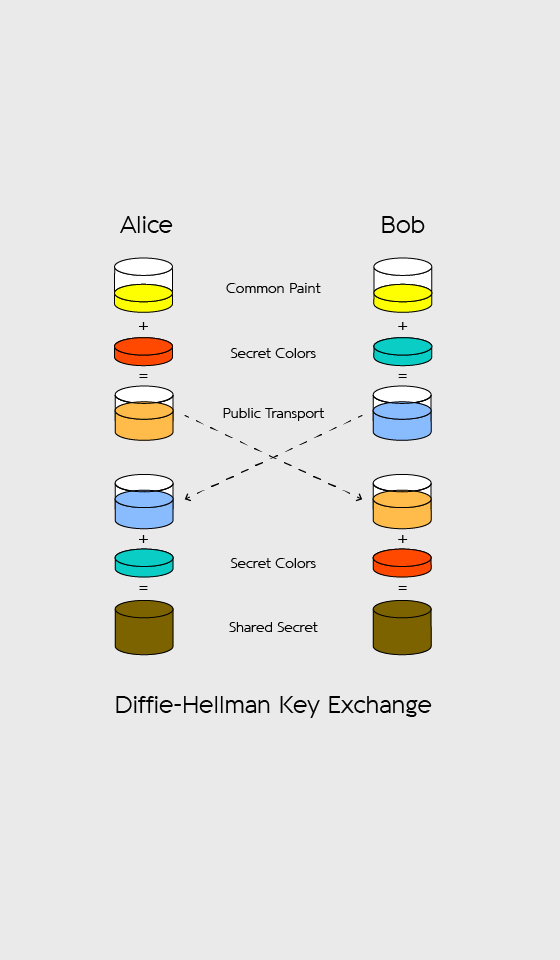 Alice Bob
Common Paint
+ +
Secret Colors
= =
Public Transport
+ +
Secret Colors
= =
Shared Secret
Diffie-Hellman Key Exchange